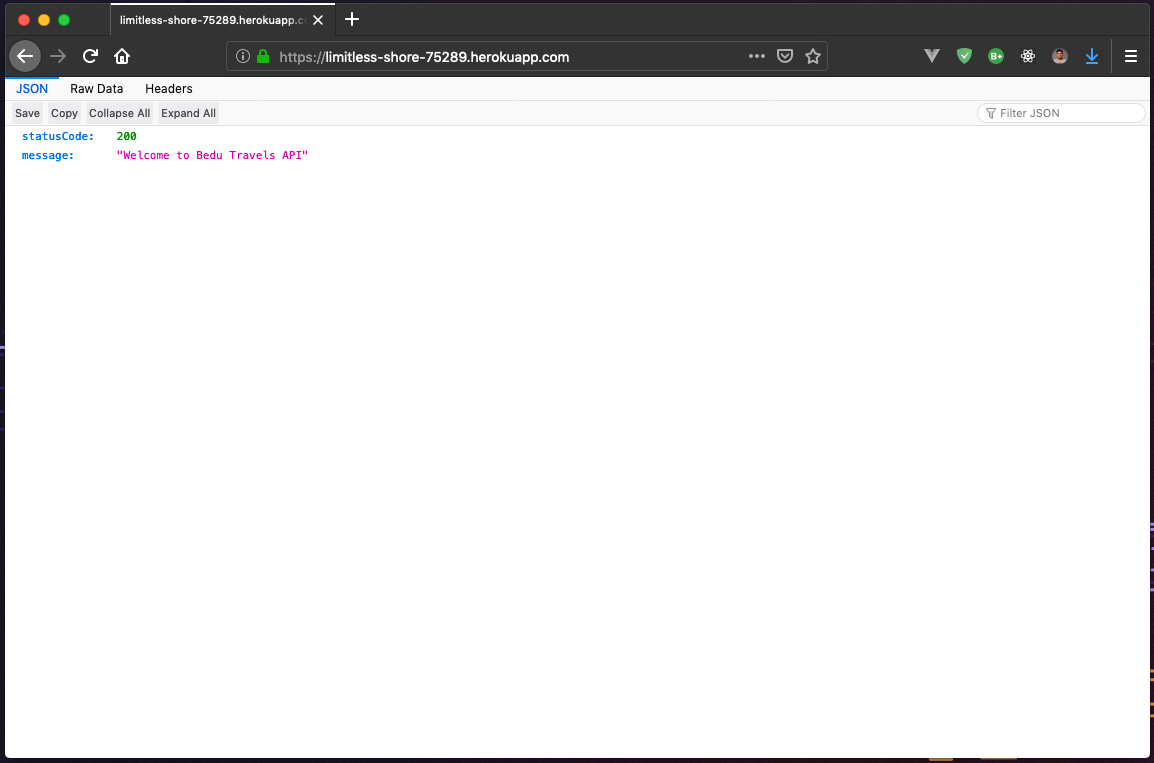 limitless-shore-75289.herokuapp.c
https://limitless-shore-75289.herokuapp.com
B+
JSON Raw Data Headers
Save Copy Collapse All Expand All Filter JSON
statusCode: 200
message: "Welcome to Bedu Travels API"